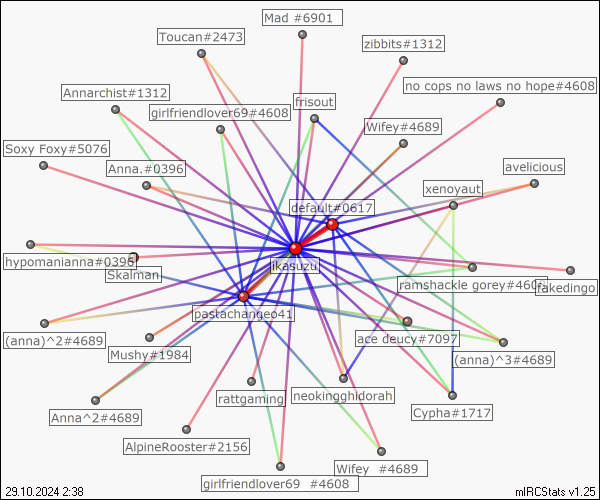 Mad #6901
Toucan#2473
zibbits#1312
no cops no laws no hope#4608
Annarchist#1312
frisout
girlfriendlover69#4608
Wifey#4689
Soxy Foxy#5076
Anna.#0396
avelicious
xenoyaut
default#0617
hypomanianna#0396
ikasuzu
Skalman
ramshackle gorey#460
fakedingo
pastachange041
(anna)^2#4689
ace deucy#7097
Mushy#1984
(anna)^3#4689
rattgaming
neokingghidorah
Anna^2#4689
Cypha#1717
AlpineRooster#2156
Wifey #4689
girlfriendlover69 #4608
29.10.2024 2:38
mIRCStats v1.25